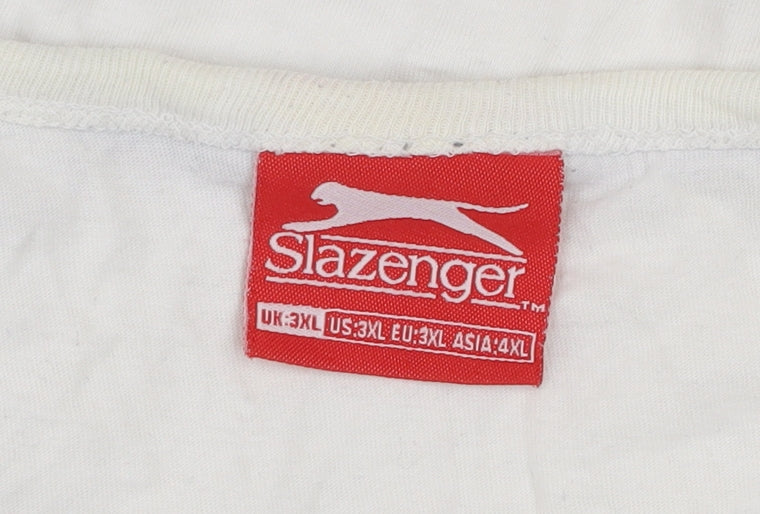 Slazenger™
UK:3XL US:3XL EU:3XL ASIA:4XL